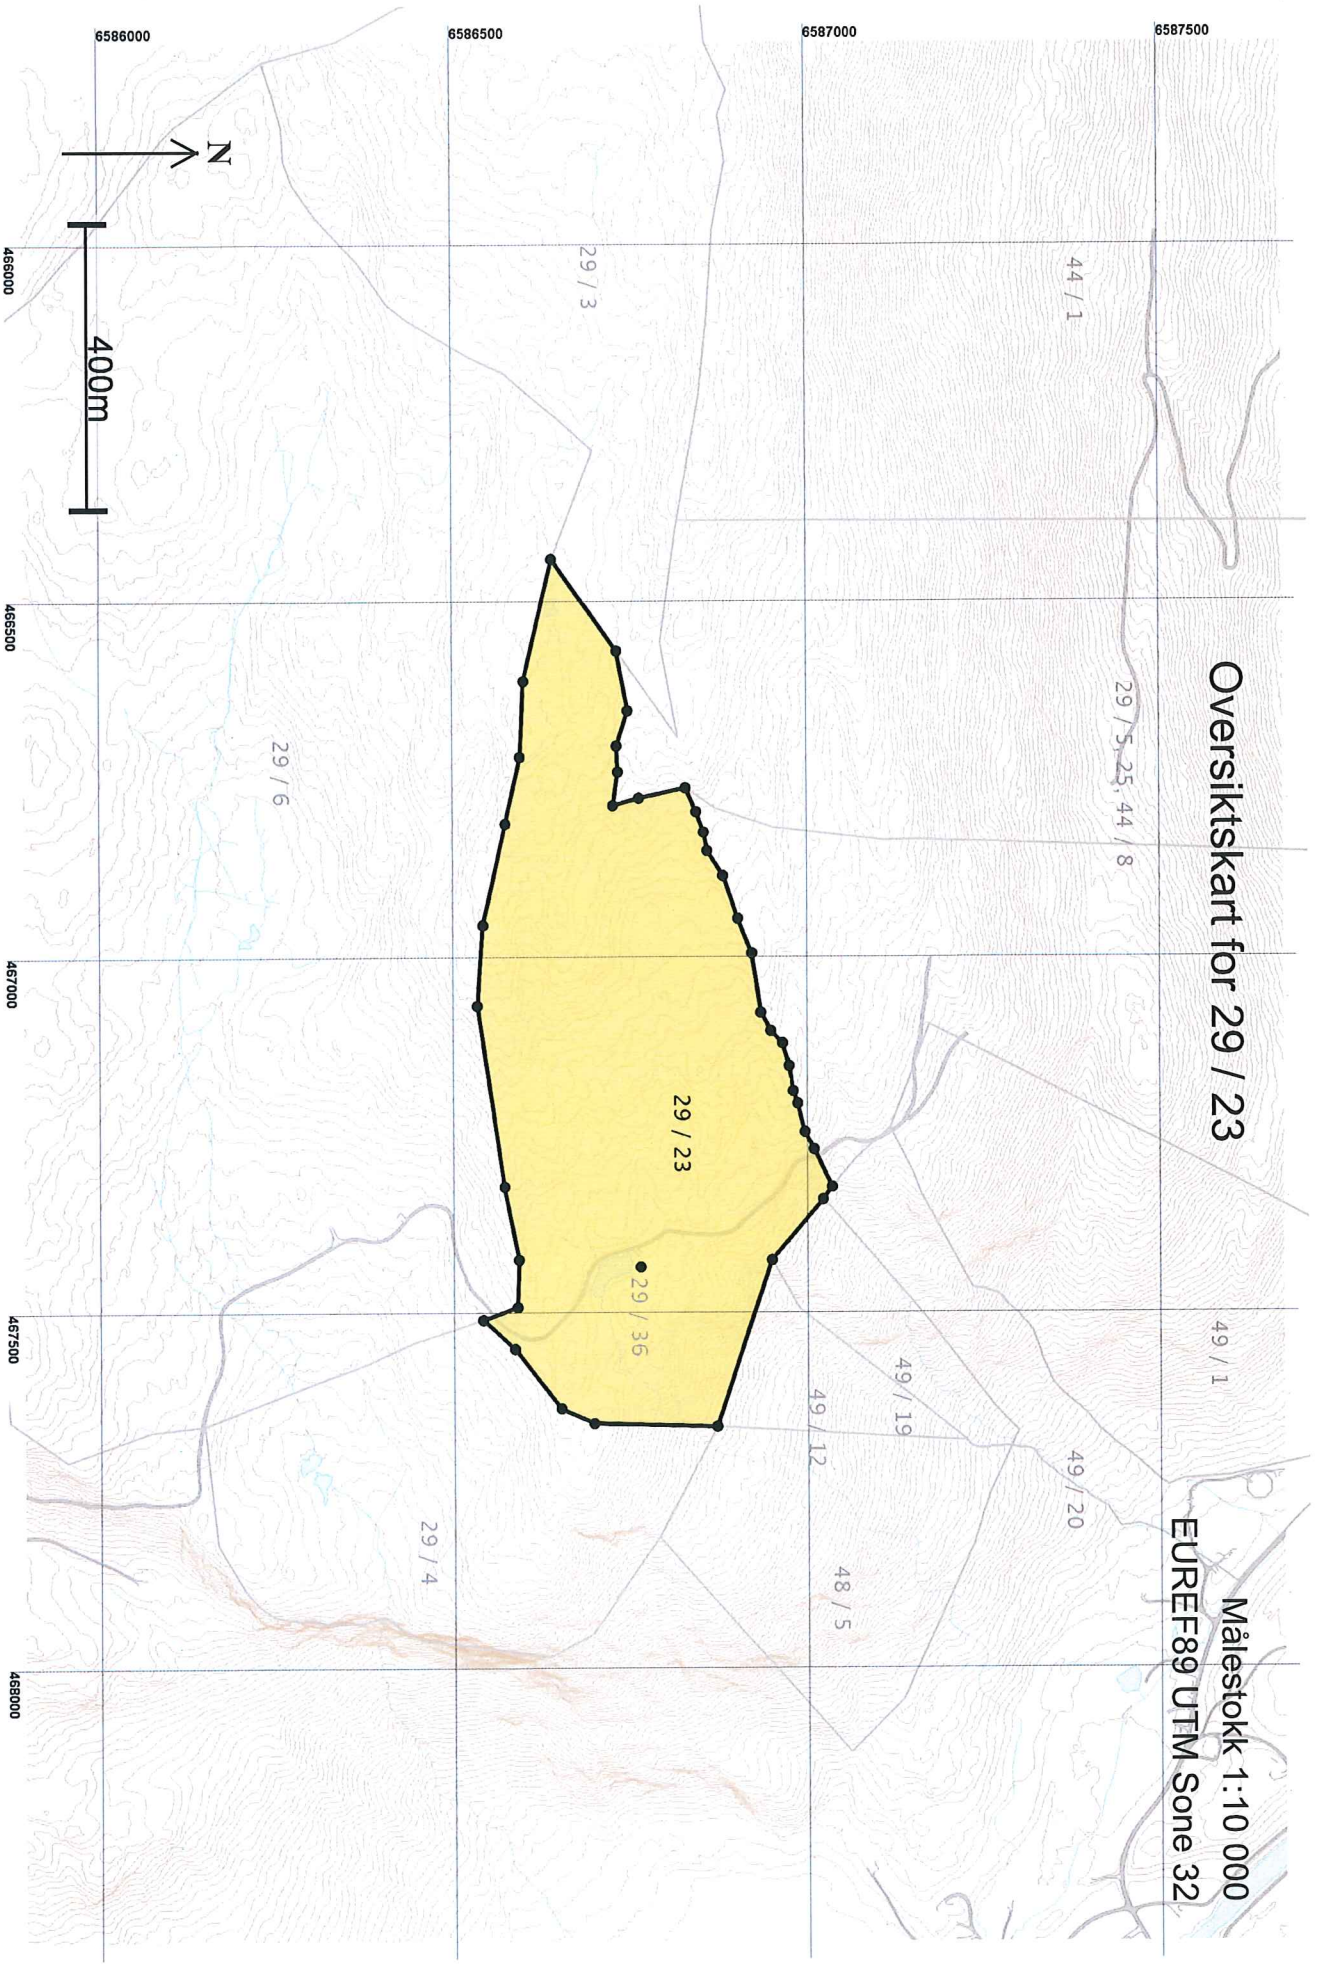 Oversiktskart for 29 / 23
Målestokk 1:10 000
EUREF89 UTM Sone 32
6587500
6587000
6586500
6586000
44 / 1
29 / 3
29 / 5, 25, 44 / 8
29 / 6
29 / 23
29 / 36
49 / 1
49 / 19
49 / 12
49 / 20
48 / 5
29 / 4
N
400m
466000
466500
467000
467500
468000